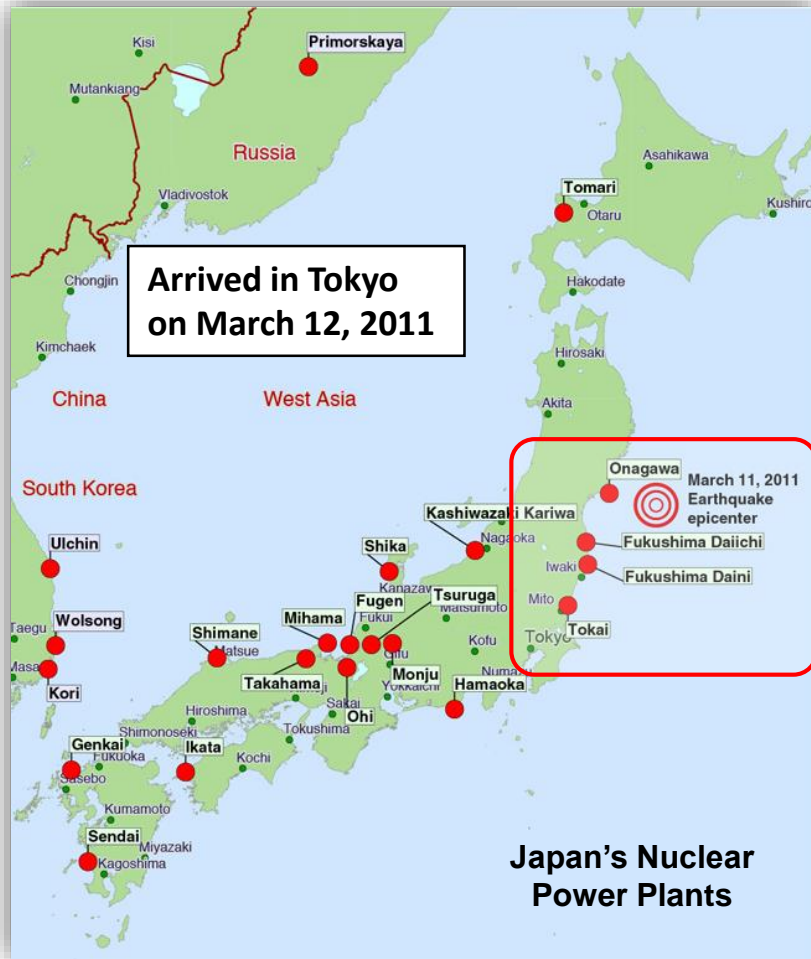 Kisi
Primorskaya
Mutankiang
Russia
Asahikawa
Tomari
Vladivostok
Otaru
Kushiro
Arrived in Tokyo
on March 12, 2011
Chongjin
Hakodate
Kimchaek
Hirosaki
China
West Asia
Akita
South Korea
Onagawa
March 11, 2011
Earthquake
epicenter
Kashiwazaki Kariwa
Nagaoka
Ulchin
Shika
Fukushima Daiichi
Iwaki
Fukushima Daini
Kanazawa
Tsuruga
Fugen
Matsumoto
Mito
Wolsong
Mihama
Fukui
Taegu
Shimane
Tokai
Matsue
Kofu
Tokyo
Gifu
Masa
Takahama
Monju
Numazu
Kori
Hamaoka
Yokkaichi
Ohi
Sakai
Hiroshima
Shimonoseki
Tokushima
Genkai
Ikata
Fukuoka
Kochi
Sasebo
Kumamoto
Sendai
Miyazaki
Kagoshima
Japan’s Nuclear
Power Plants